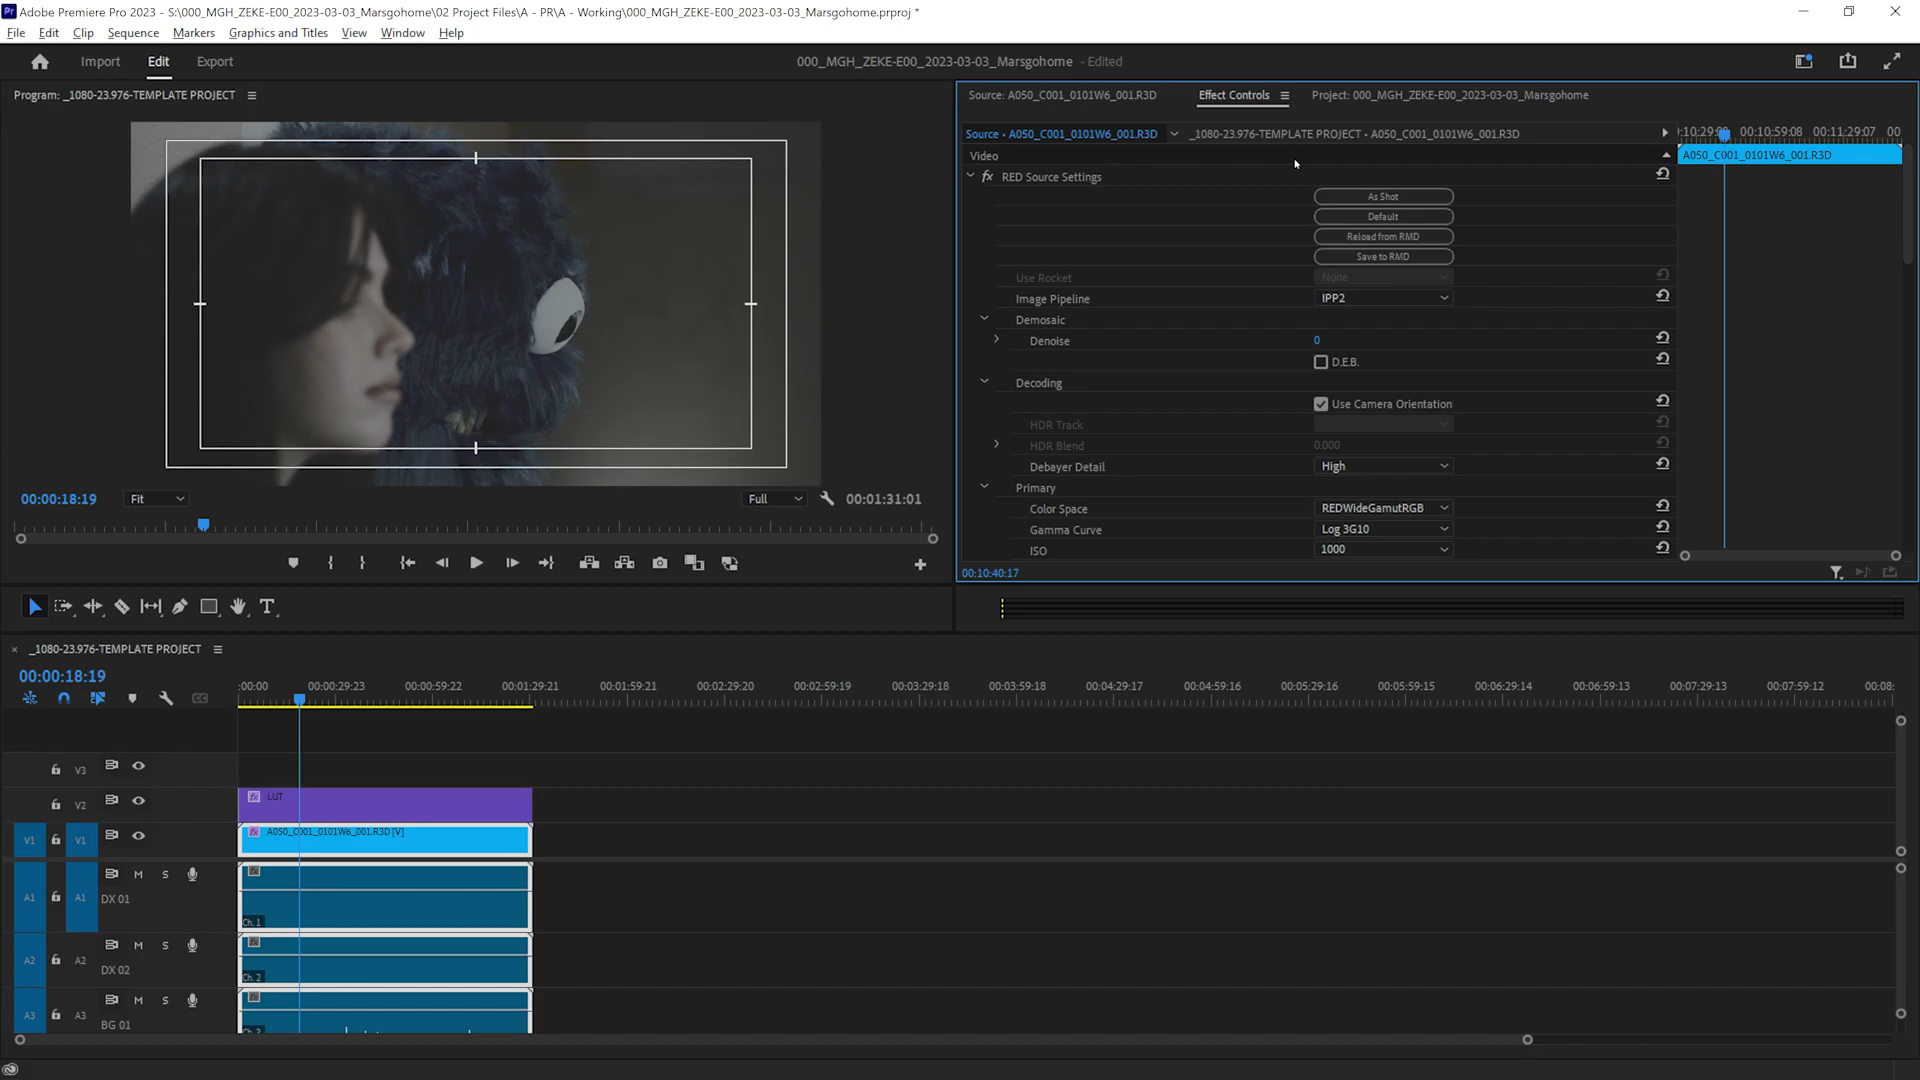 Adobe Premiere Pro 2023 - S:\000_MGH_ZEKE-E00_2023-03-03_Marsgohome\02 Project Files\A - PR\A - Working\000_MGH_ZEKE-E00_2023-03-03_Marsgohome.prproj *
File Edit Clip Sequence Markers Graphics and Titles View Window Help
Import Edit Export
000_MGH_ZEKE-E00_2023-03-03_Marsgohome - Edited
Program: _1080-23.976-TEMPLATE PROJECT
Source: A050_C001_0101W6_001.R3D
Effect Controls
Project: 000_MGH_ZEKE-E00_2023-03-03_Marsgohome
Source • A050_C001_0101W6_001.R3D
_1080-23.976-TEMPLATE PROJECT • A050_C001_0101W6_001.R3D
00:10:59:08 00:11:29:07 00
Video
A050_C001_0101W6_001.R3D
fx RED Source Settings
As Shot
Default
Reload from RMD
Save to RMD
Use Rocket None
Image Pipeline IPP2
Demosaic
Denoise 0
D.E.B.
Decoding
Use Camera Orientation
HDR Track
HDR Blend 0.000
Debayer Detail High
Primary
Color Space REDWideGamutRGB
Gamma Curve Log 3G10
ISO 1000
00:10:40:17
00:00:18:19 Fit Full 00:01:31:01
T
_1080-23.976-TEMPLATE PROJECT
00:00:18:19
:00:00 00:00:29:23 00:00:59:22 00:01:29:21 00:01:59:21 00:02:29:20 00:02:59:19 00:03:29:18 00:03:59:18 00:04:29:17 00:04:59:16 00:05:29:16 00:05:59:15 00:06:29:14 00:06:59:13 00:07:29:13 00:07:59:12 00:08:
CC
V3
V2
fx LUT
V1 V1
fx A050_C001_0101W6_001.R3D [V]
A1 A1 M S
DX 01
Ch. 1
A2 A2 M S
DX 02
Ch. 2
A3 A3 M S
BG 01